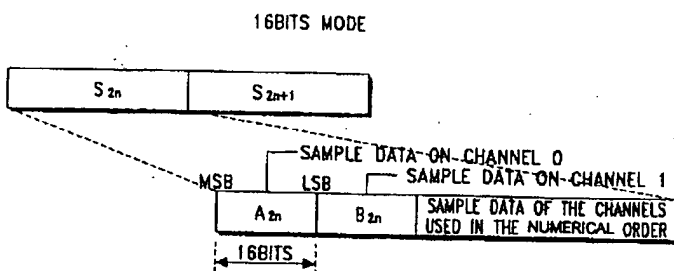 16BITS MODE
S2n S2n+1
SAMPLE DATA ON CHANNEL 0
SAMPLE DATA ON CHANNEL 1
MSB LSB
A2n B2n SAMPLE DATA OF THE CHANNELS
USED IN THE NUMERICAL ORDER
16BITS